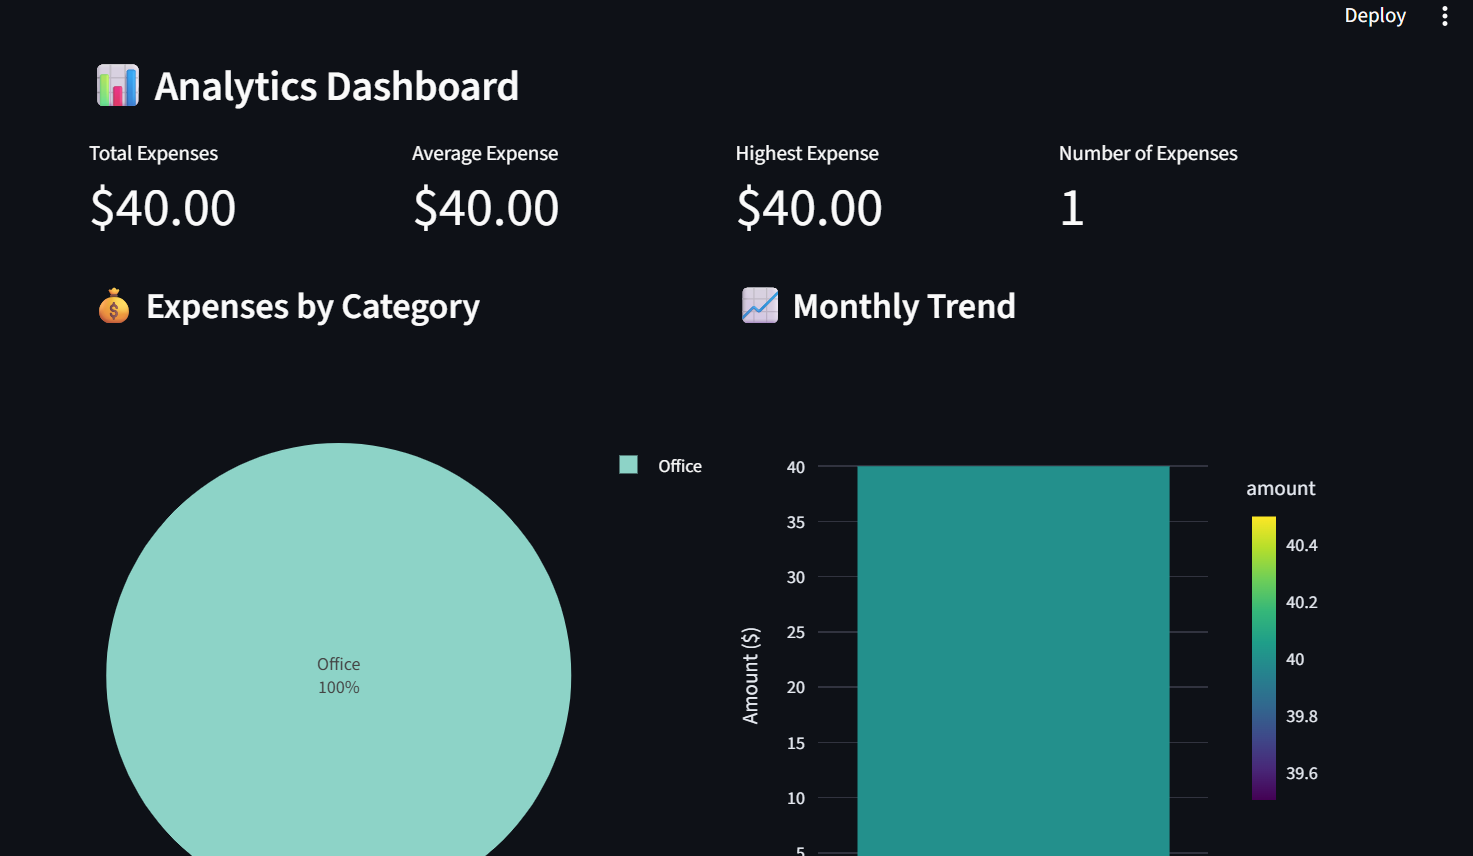 Deploy
Analytics Dashboard
Total Expenses
$40.00
Average Expense
$40.00
Highest Expense
$40.00
Number of Expenses
1
Expenses by Category
Office
Office
100%
Monthly Trend
Amount ($)
40
35
30
25
20
15
10
5
amount
40.4
40.2
40
39.8
39.6